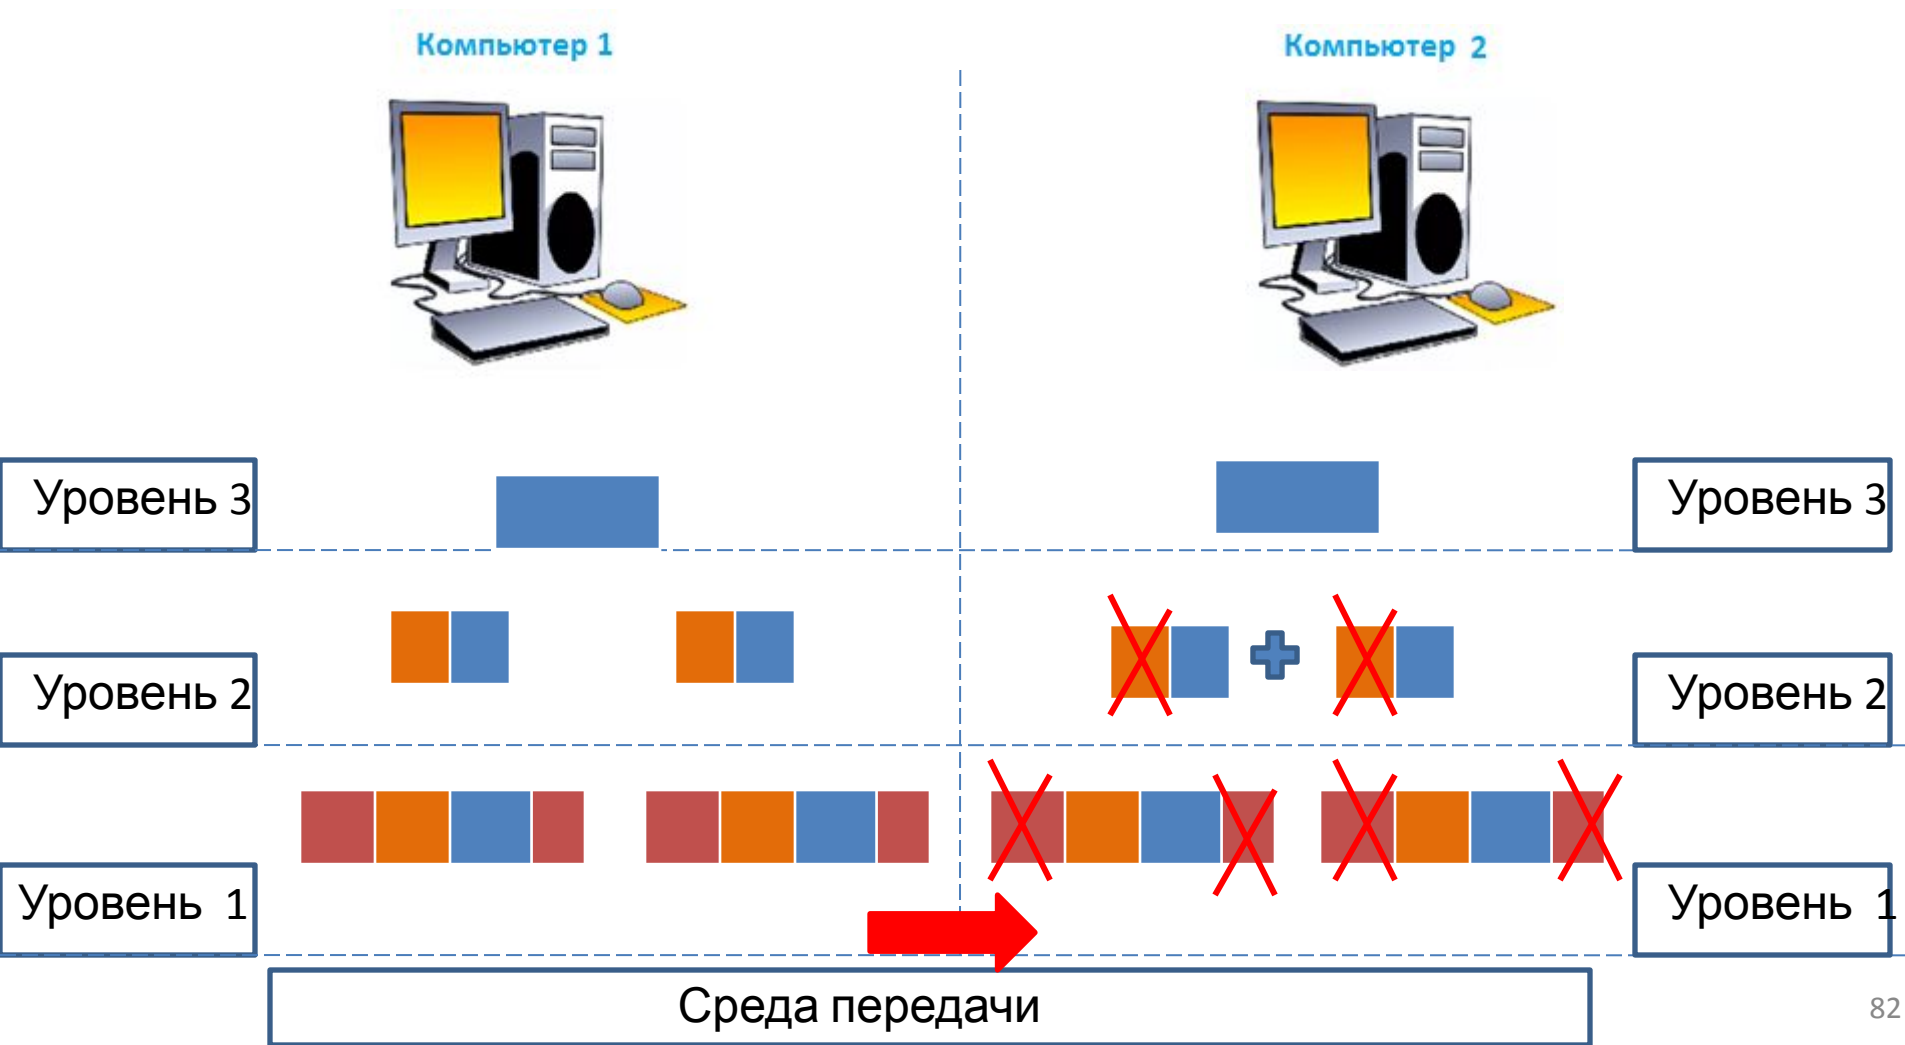 Компьютер 1
Компьютер 2
Уровень 3
Уровень 3
Уровень 2
Уровень 2
Уровень 1
Уровень 1
Среда передачи
82